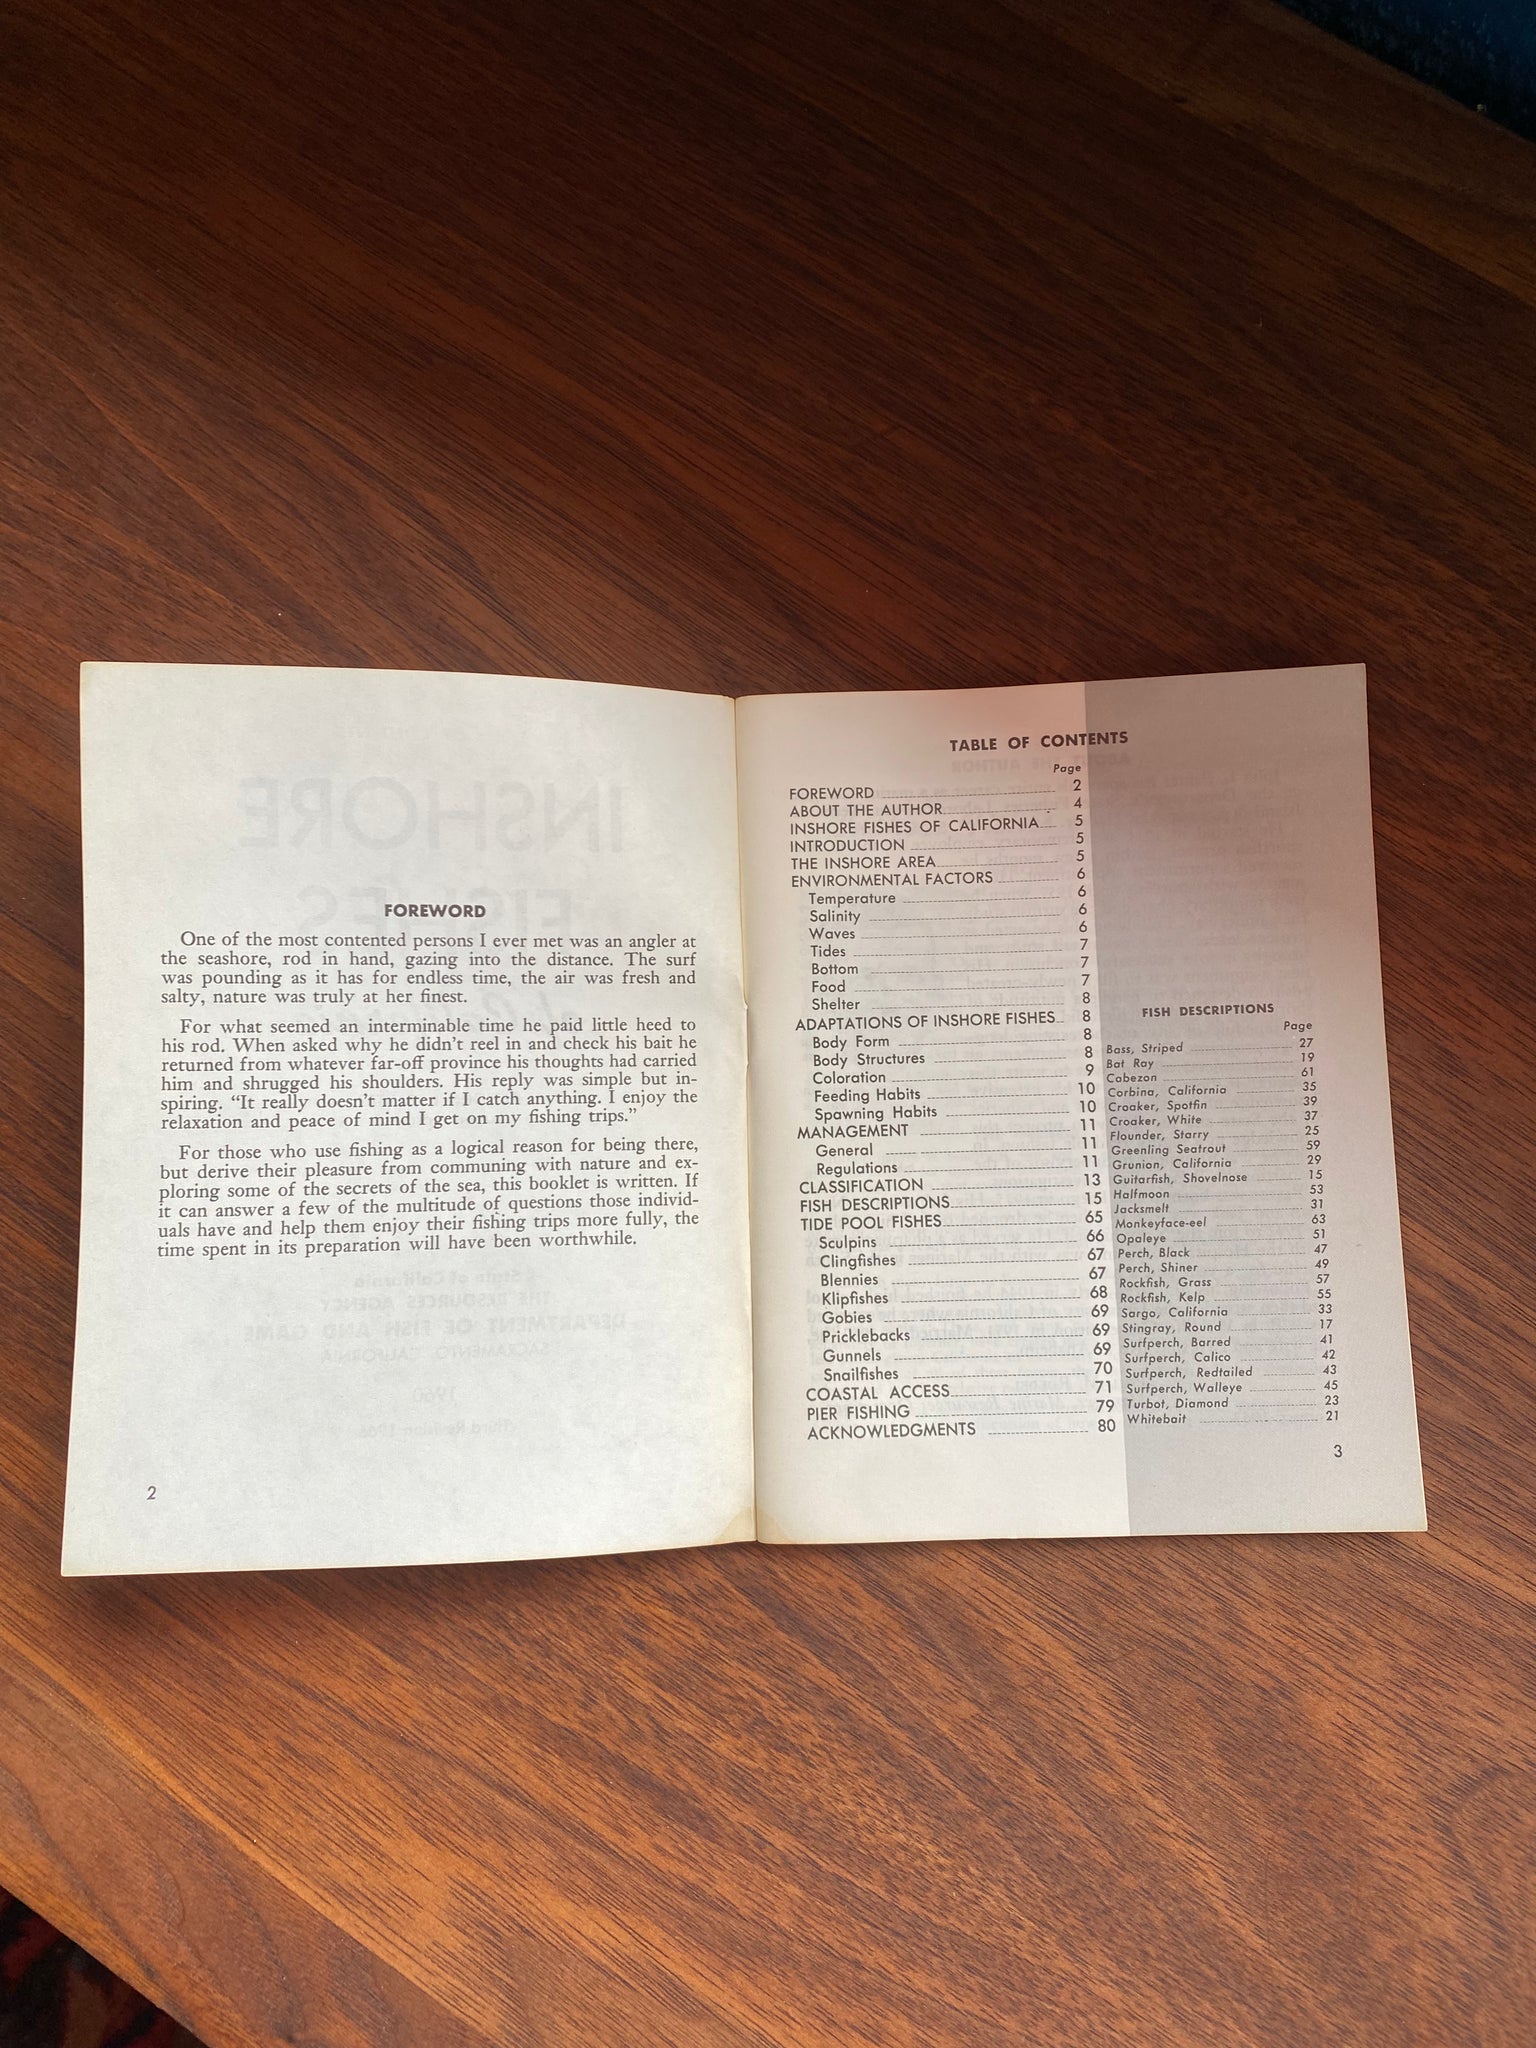 FOREWORD
One of the most contented persons I ever met was an angler at
the seashore, rod in hand, gazing into the distance. The surf
was pounding as it has for endless time, the air was fresh and
salty, nature was truly at her finest.
For what seemed an interminable time he paid little heed to
his rod. When asked why he didn't reel in and check his bait he
returned from whatever far-off province his thoughts had carried
him and shrugged his shoulders. His reply was simple but in-
spiring. “It really doesn't matter if I catch anything. I enjoy the
relaxation and peace of mind I get on my fishing trips.”
For those who use fishing as a logical reason for being there,
but derive their pleasure from communing with nature and ex-
ploring some of the secrets of the sea, this booklet is written. If
it can answer a few of the multitude of questions those individ-
uals have and help them enjoy their fishing trips more fully, the
time spent in its preparation will have been worthwhile.
2
TABLE OF CONTENTS
Page
FOREWORD 2
ABOUT THE AUTHOR 4
INSHORE FISHES OF CALIFORNIA 5
INTRODUCTION 5
THE INSHORE AREA 5
ENVIRONMENTAL FACTORS 6
Temperature 6
Salinity 6
Waves 6
Tides 7
Bottom 7
Food 7
Shelter 8
ADAPTATIONS OF INSHORE FISHES 8
Body Form 8
Body Structures 8
Coloration 9
Feeding Habits 10
Spawning Habits 10
MANAGEMENT 11
General 11
Regulations 11
CLASSIFICATION 13
FISH DESCRIPTIONS 15
TIDE POOL FISHES 65
Sculpins 66
Clingfishes 67
Blennies 67
Klipfishes 68
Gobies 69
Pricklebacks 69
Gunnels 69
Snailfishes 70
COASTAL ACCESS 71
PIER FISHING 79
ACKNOWLEDGMENTS 80
FISH DESCRIPTIONS
Page
Bass, Striped 27
Bat Ray 19
Cabezon 61
Corbina, California 35
Croaker, Spotfin 39
Croaker, White 37
Flounder, Starry 25
Greenling Seatrout 59
Grunion, California 29
Guitarfish, Shovelnose 15
Halfmoon 53
Jacksmelt 31
Monkeyface-eel 63
Opaleye 51
Perch, Black 47
Perch, Shiner 49
Rockfish, Grass 57
Rockfish, Kelp 55
Sargo, California 33
Stingray, Round 17
Surfperch, Barred 41
Surfperch, Calico 42
Surfperch, Redtailed 43
Surfperch, Walleye 45
Turbot, Diamond 23
Whitebait 21
3